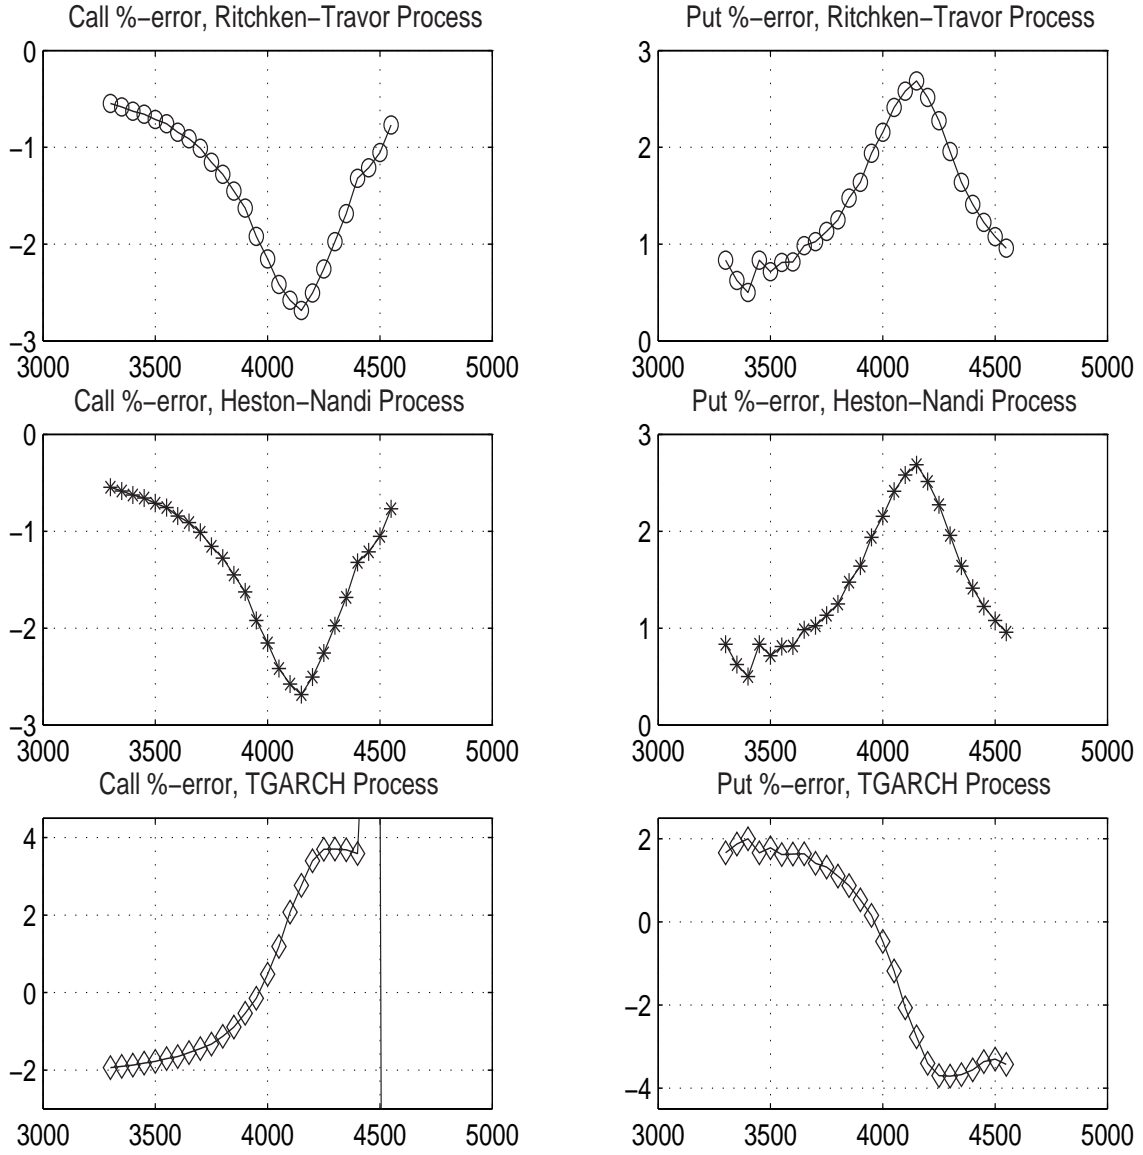 Call %−error, Ritchken−Travor Process
0
−1
−2
−3
3000 3500 4000 4500 5000
Put %−error, Ritchken−Travor Process
3
2
1
0
3000 3500 4000 4500 5000
Call %−error, Heston−Nandi Process
0
−1
−2
−3
3000 3500 4000 4500 5000
Put %−error, Heston−Nandi Process
3
2
1
0
3000 3500 4000 4500 5000
Call %−error, TGARCH Process
4
2
0
−2
3000 3500 4000 4500 5000
Put %−error, TGARCH Process
2
0
−2
−4
3000 3500 4000 4500 5000